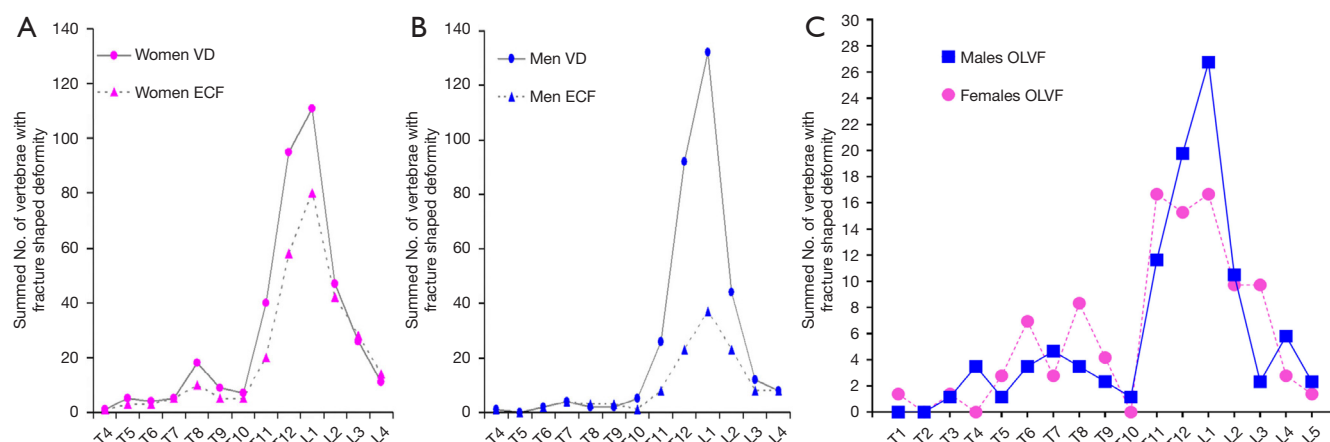 A
140
120
100
80
60
40
20
0
Summed No. of vertebrae with
fracture shaped deformity
Women VD
Women ECF
T4 T5 T6 T7 T8 T9 T10 T11 T12 L1 L2 L3 L4
B
140
120
100
80
60
40
20
0
Summed No. of vertebrae with
fracture shaped deformity
Men VD
Men ECF
T4 T5 T6 T7 T8 T9 T10 T11 T12 L1 L2 L3 L4
C
30
28
26
24
22
20
18
16
14
12
10
8
6
4
2
0
Summed No. of vertebrae with
fracture shaped deformity
Males OLVF
Females OLVF
T1 T2 T3 T4 T5 T6 T7 T8 T9 T10 T11 T12 L1 L2 L3 L4 L5